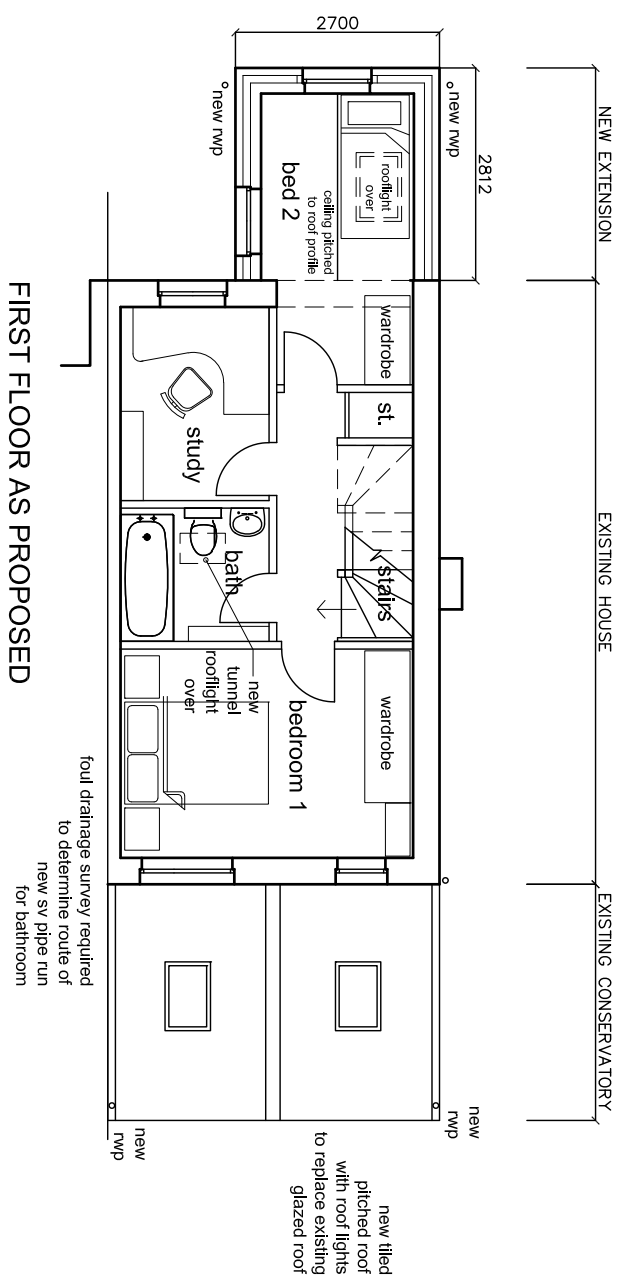 NEW EXTENSION
EXISTING HOUSE
EXISTING CONSERVATORY
2700
2812
new rwp
new rwp
rooflight
over
ceiling pitched
to roof profile
bed 2
wardrobe
st.
stairs
study
bath
new
tunnel
rooflight
over
wardrobe
bedroom 1
new
rwp
new
rwp
new tiled
pitched roof
with roof lights
to replace existing
glazed roof
foul drainage survey required
to determine route of
new sv pipe run
for bathroom
FIRST FLOOR AS PROPOSED